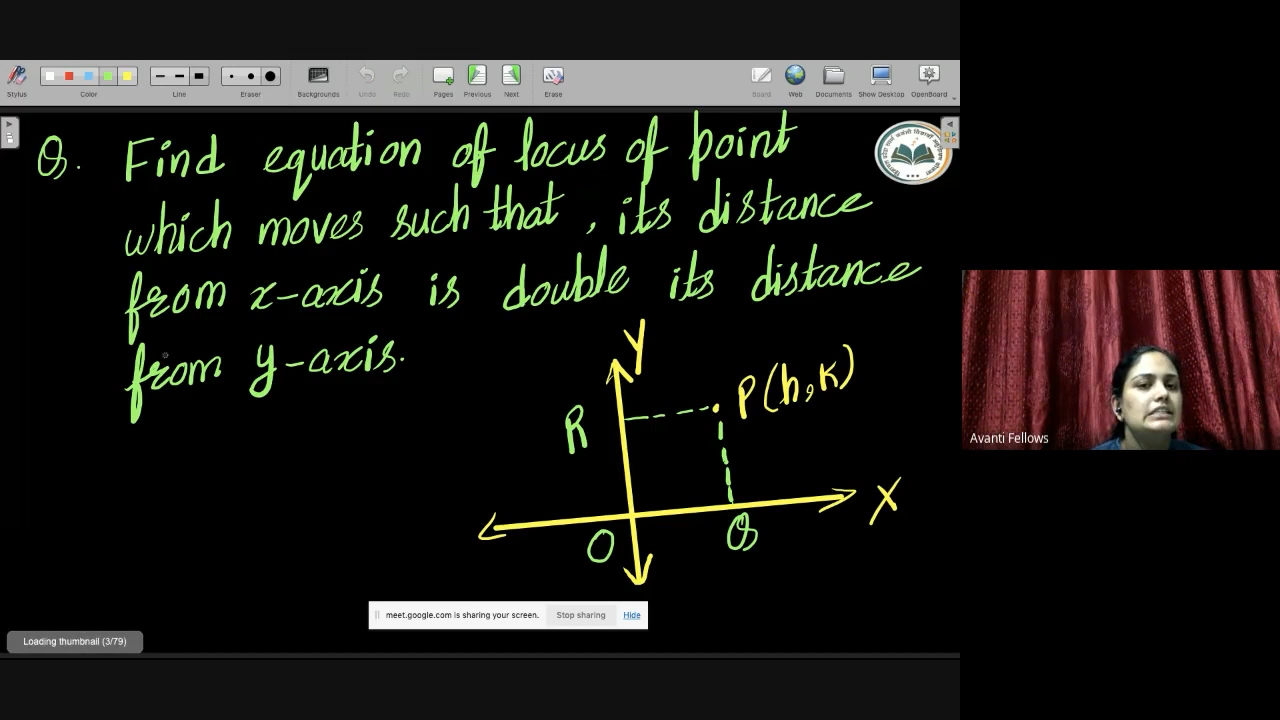 Stylus
Color
Line
Eraser
Backgrounds
Undo
Redo
Pages
Previous
Next
Erase
Board
Web
Documents
Show Desktop
OpenBoard
Q. Find equation of locus of point
which moves such that, its distance
from x-axis is double its distance
from y-axis.
Y
P(h,k)
R
X
O
Q
Avanti Fellows
meet.google.com is sharing your screen. Stop sharing Hide
Loading thumbnail (3/79)